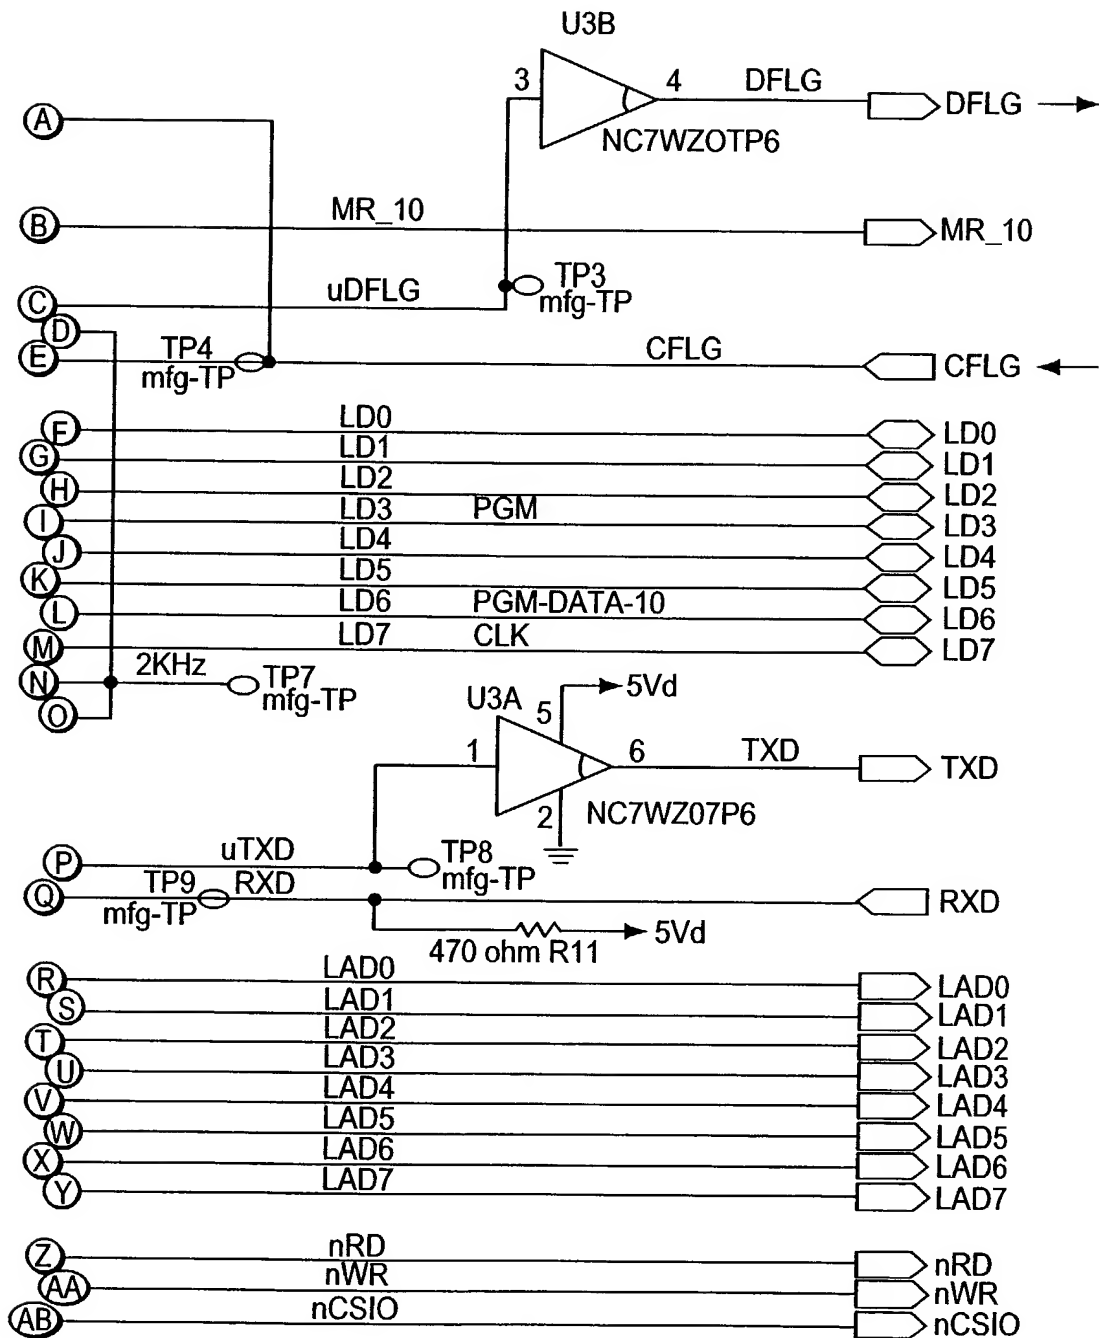 U3B
3
4
DFLG
A
NC7WZOTP6
DFLG
B
MR_10
MR_10
C
uDFLG
TP3
mfg-TP
D
E
TP4
mfg-TP
CFLG
CFLG
F
LD0
LD0
G
LD1
LD1
H
LD2
LD2
I
LD3 PGM
LD3
J
LD4
LD4
K
LD5
LD5
L
LD6 PGM-DATA-10
LD6
M
LD7 CLK
LD7
N
2KHz
TP7
mfg-TP
O
U3A
5
5Vd
1
6
TXD
TXD
2
NC7WZ07P6
P
uTXD
TP8
mfg-TP
Q
TP9
mfg-TP
RXD
RXD
470 ohm R11
5Vd
R
LAD0
LAD0
S
LAD1
LAD1
T
LAD2
LAD2
U
LAD3
LAD3
V
LAD4
LAD4
W
LAD5
LAD5
X
LAD6
LAD6
Y
LAD7
LAD7
Z
nRD
nRD
AA
nWR
nWR
AB
nCSIO
nCSIO